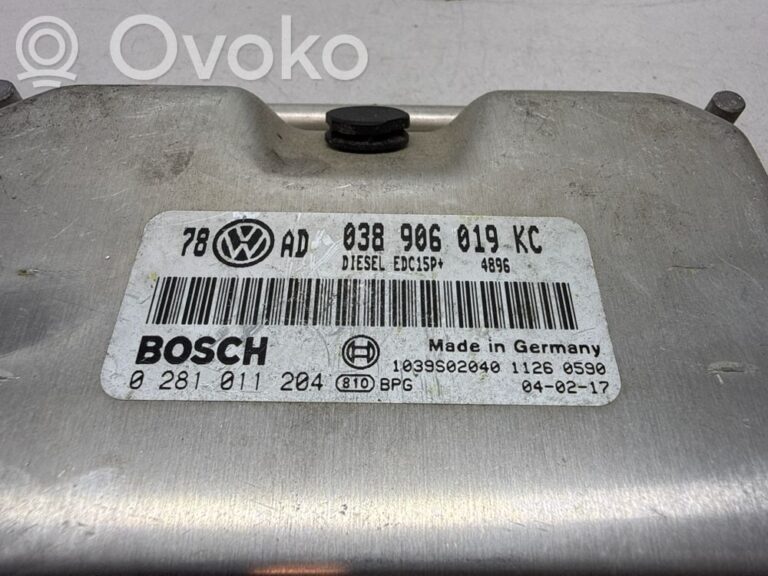 Ovoko
78 VW AD 038 906 019 KC
DIESEL EDC15P+ 4896
BOSCH Made in Germany
1039S02040 1126 0590
0 281 011 204 810 BPG 04-02-17